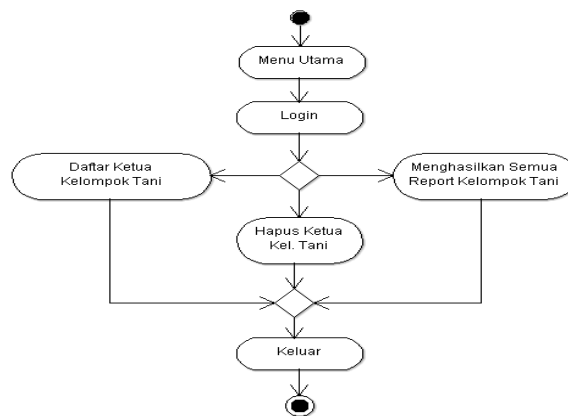 Menu Utama
Login
Daftar Ketua
Kelompok Tani
Menghasilkan Semua
Report Kelompok Tani
Hapus Ketua
Kel. Tani
Keluar